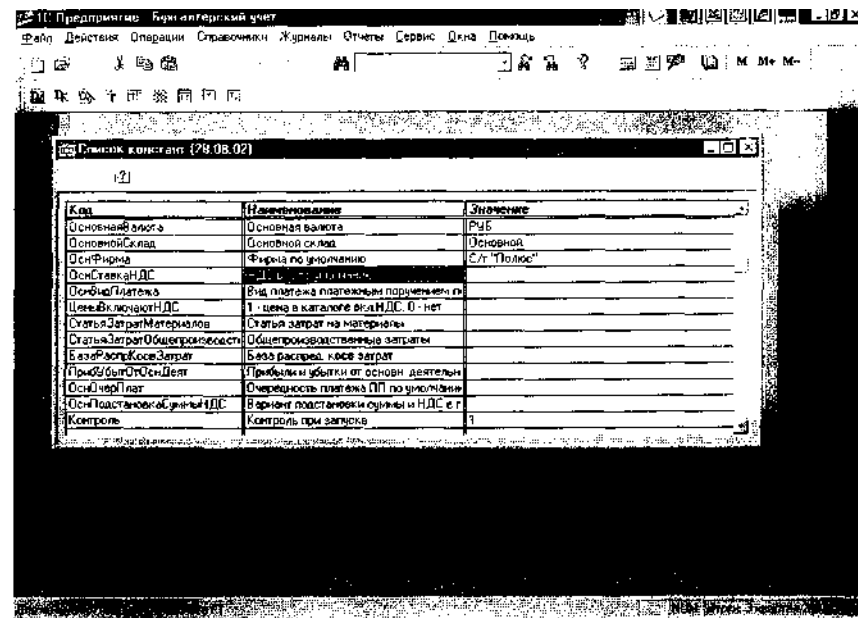 1С Предприятие - Бухгалтерский учет
Файл Действия Операции Справочники Журналы Отчеты Сервис Окна Помощь
М М+ М-
Список констант (28.08.02)
Код Наименование Значение
ОсновнаяВалюта Основная валюта РУБ
ОсновнойСклад Основной склад Основной
ОснФирма Фирма по умолчанию С/т "Полюс"
ОснСтавкаНДС
ОснВидПлатежа Вид платежа платежным поручением п
ЦеныВключаютНДС 1 - цена в каталоге вкл.НДС, 0 - нет
СтатьяЗатратМатериалов Статья затрат на материалы
СтатьяЗатратОбщепроизводст Общепроизводственные затраты
БазаРаспрКосвЗатрат База распред. косв затрат
ПрибУбытОтОснДеят Прибыли и убытки от основн. деятельн
ОснОчерПлат Очередность платежа ПП по умолчани
ОснПодстановкаСуммыНДС Вариант подстановки суммы и НДС в п
Контроль Контроль при запуске 1